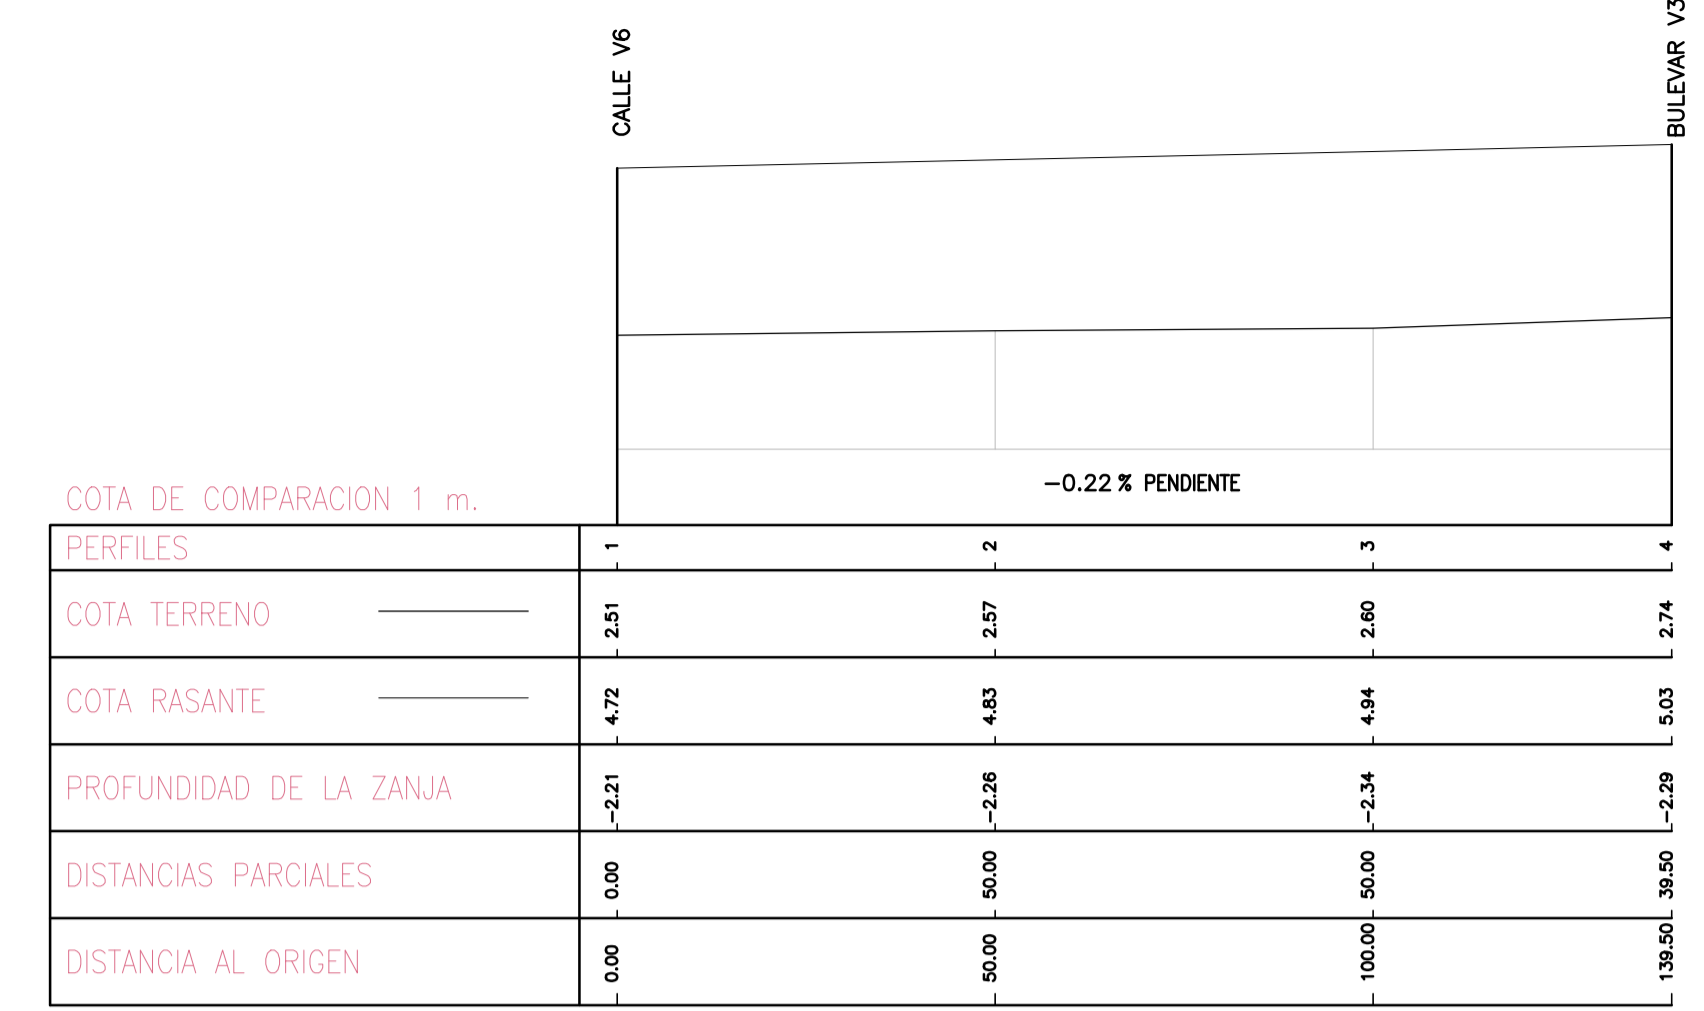 CALLE V6
BULEVAR V3
-0.22 % PENDIENTE
COTA DE COMPARACION 1 m.
PERFILES 1 2 3 4
COTA TERRENO 2.51 2.57 2.60 2.74
COTA RASANTE 4.72 4.83 4.94 5.03
PROFUNDIDAD DE LA ZANJA -2.21 -2.26 -2.34 -2.29
DISTANCIAS PARCIALES 0.00 50.00 50.00 39.50
DISTANCIA AL ORIGEN 0.00 50.00 100.00 139.50